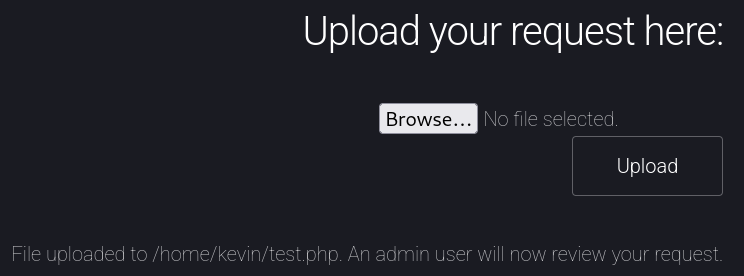 Upload your request here:
Browse... No file selected.
Upload
File uploaded to /home/kevin/test.php. An admin user will now review your request.